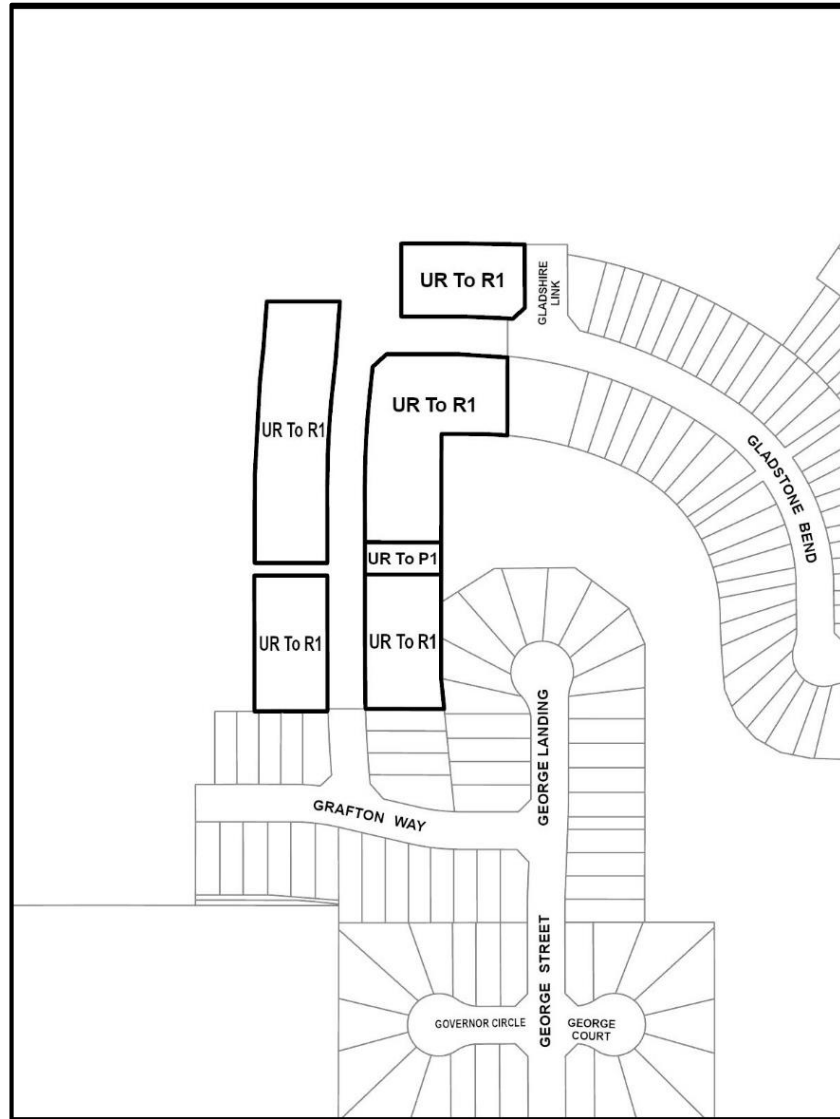 UR To R1
GLADSHIRE
LINK
UR To R1
UR To R1
GLADSTONE BEND
UR To P1
UR To R1
UR To R1
GEORGE LANDING
GRAFTON WAY
GEORGE STREET
GOVERNOR CIRCLE
GEORGE
COURT